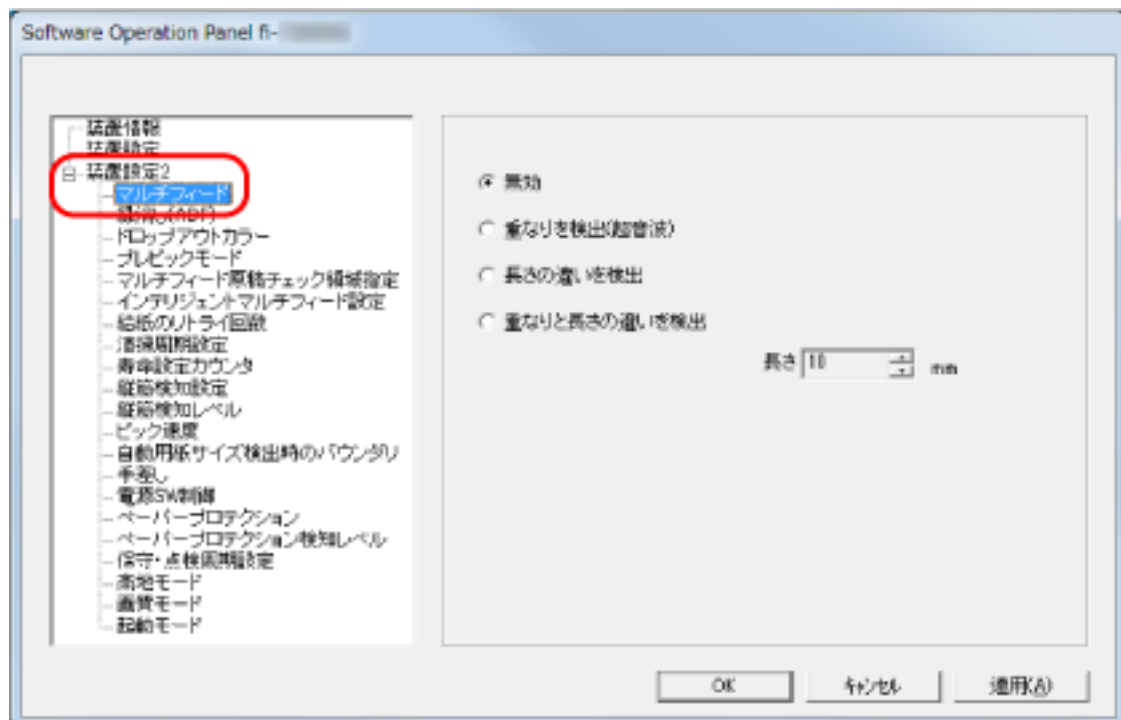 Software Operation Panel fi-
装置情報
装置設定
装置設定2
マルチフィード
縁消し(ADF)
ドロップアウトカラー
プレピックモード
マルチフィード原稿チェック領域指定
インテリジェントマルチフィード設定
給紙のリトライ回数
清掃周期設定
寿命設定カウンタ
縦筋検知設定
縦筋検知レベル
ピック速度
自動用紙サイズ検出時のバウンダリ
手差し
電源SW制御
ペーパープロテクション
ペーパープロテクション検知レベル
保守・点検周期設定
高地モード
画質モード
起動モード
無効
重なりを検出(超音波)
長さの違いを検出
重なりと長さの違いを検出
長さ 10 mm
OK キャンセル 適用(A)